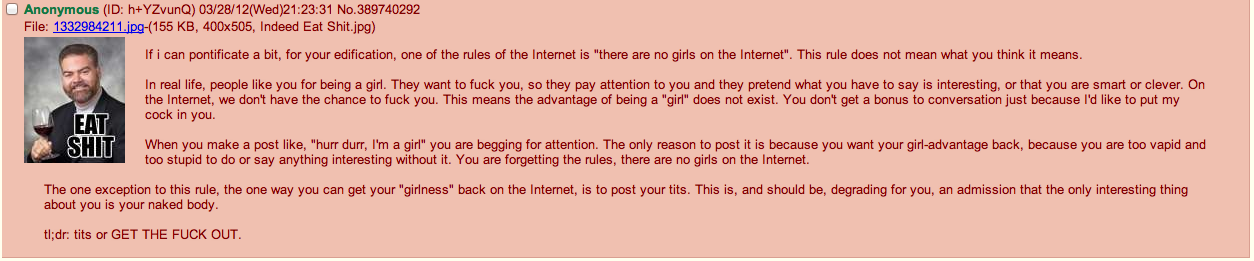 Anonymous (ID: h+YZvunQ) 03/28/12(Wed)21:23:31 No.389740292
File: 1332984211.jpg-(155 KB, 400x505, Indeed Eat Shit.jpg)
EAT
SHIT
If i can pontificate a bit, for your edification, one of the rules of the Internet is "there are no girls on the Internet". This rule does not mean what you think it means.
In real life, people like you for being a girl. They want to fuck you, so they pay attention to you and they pretend what you have to say is interesting, or that you are smart or clever. On
the Internet, we don't have the chance to fuck you. This means the advantage of being a "girl" does not exist. You don't get a bonus to conversation just because I'd like to put my
cock in you.
When you make a post like, "hurr durr, I'm a girl" you are begging for attention. The only reason to post it is because you want your girl-advantage back, because you are too vapid and
too stupid to do or say anything interesting without it. You are forgetting the rules, there are no girls on the Internet.
The one exception to this rule, the one way you can get your "girlness" back on the Internet, is to post your tits. This is, and should be, degrading for you, an admission that the only interesting thing
about you is your naked body.
tl;dr: tits or GET THE FUCK OUT.